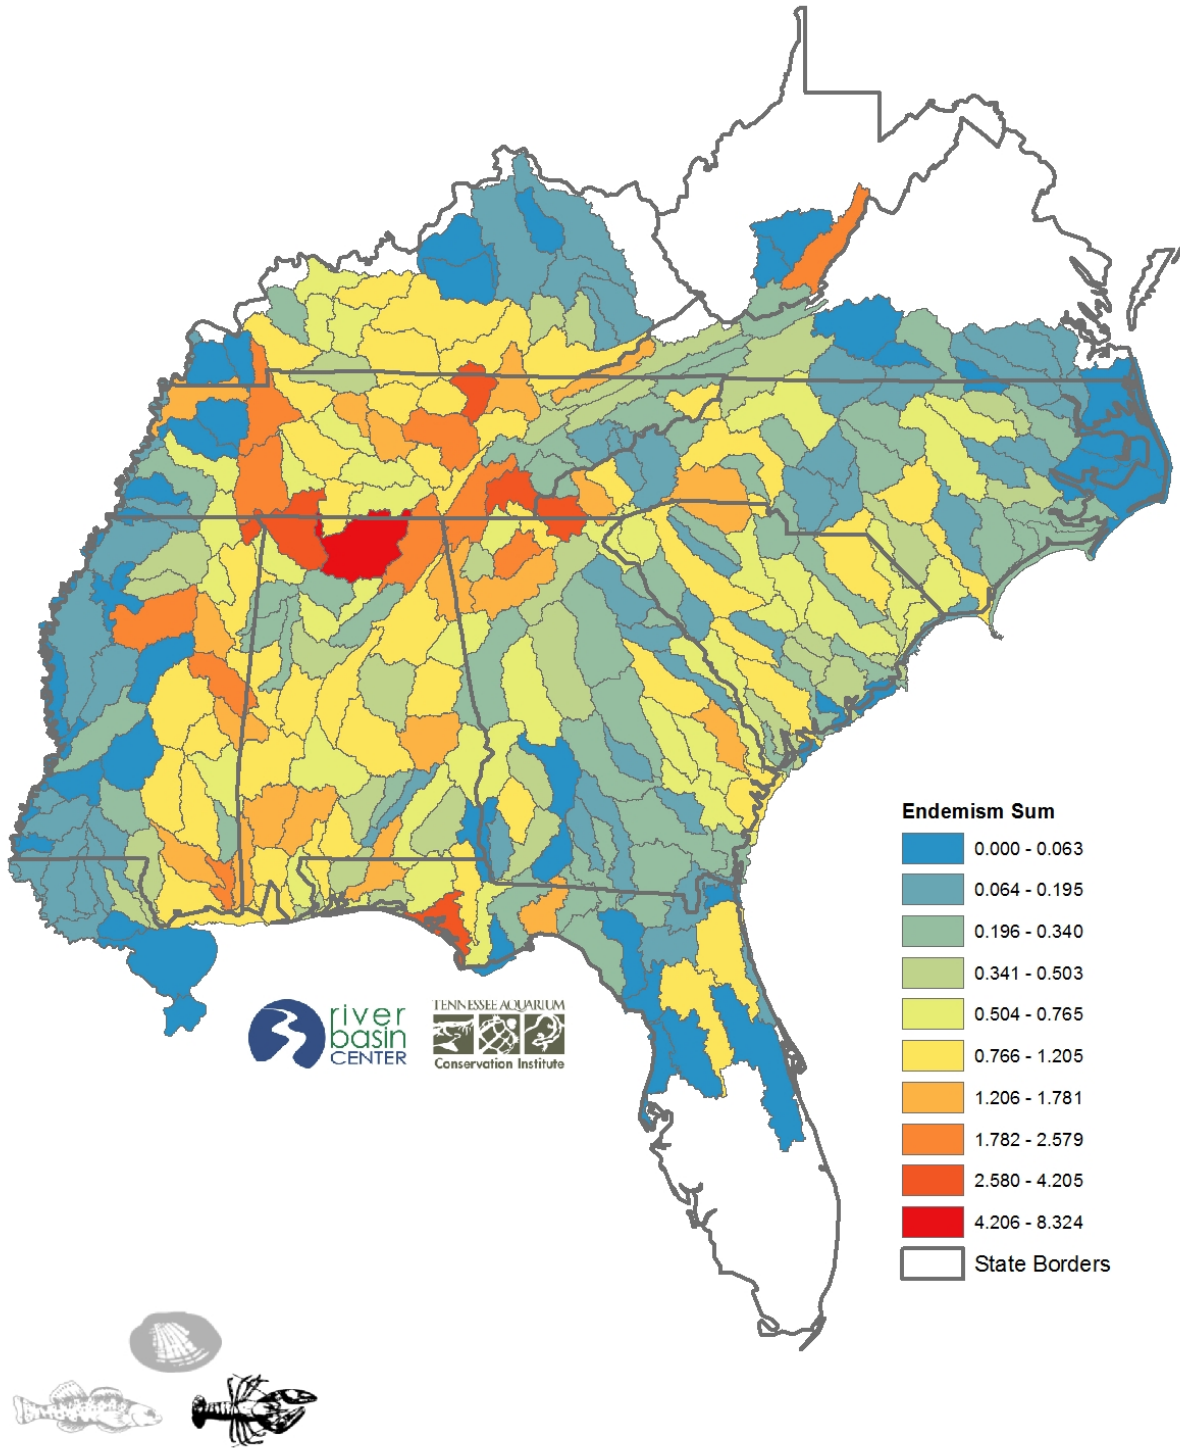 Endemism Sum
0.000 - 0.063
0.064 - 0.195
0.196 - 0.340
0.341 - 0.503
0.504 - 0.765
0.766 - 1.205
1.206 - 1.781
1.782 - 2.579
2.580 - 4.205
4.206 - 8.324
State Borders
river
basin
CENTER
TENNESSEE AQUARIUM
Conservation Institute